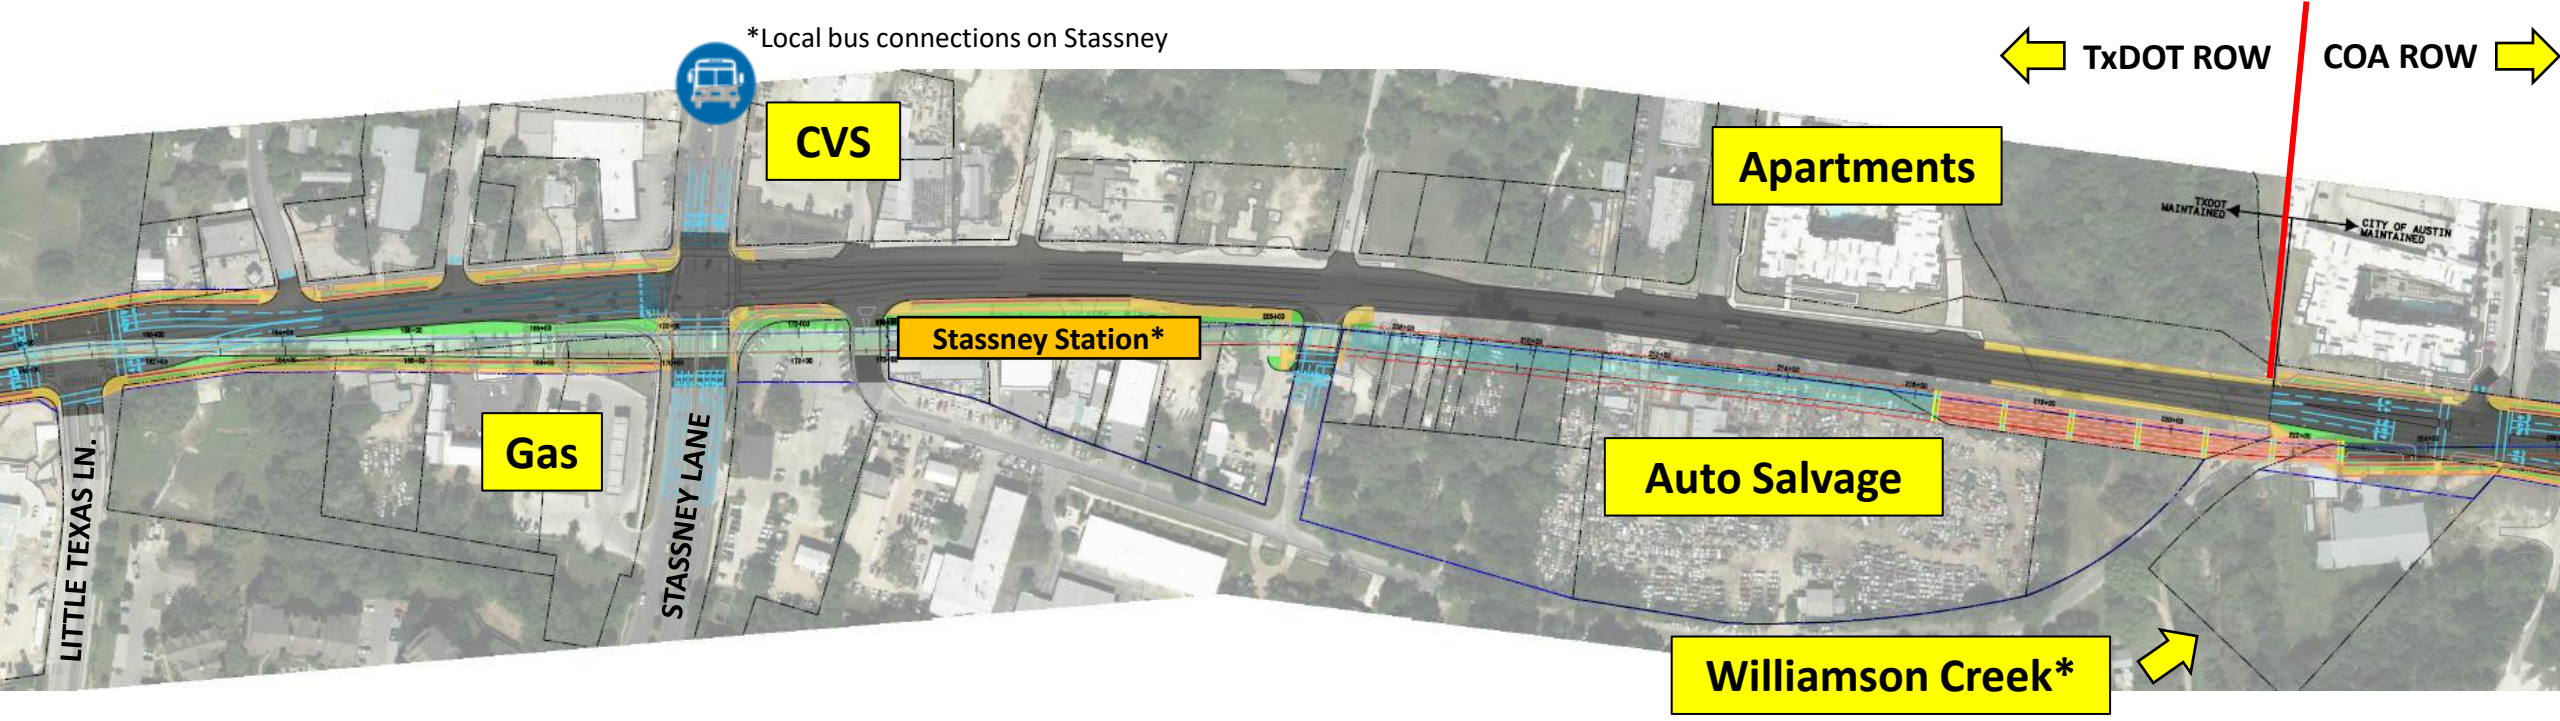 *Local bus connections on Stassney
TxDOT ROW
COA ROW
CVS
Apartments
TXDOT
MAINTAINED
CITY OF AUSTIN
MAINTAINED
Stassney Station*
Gas
Auto Salvage
LITTLE TEXAS LN.
STASSNEY LANE
Williamson Creek*